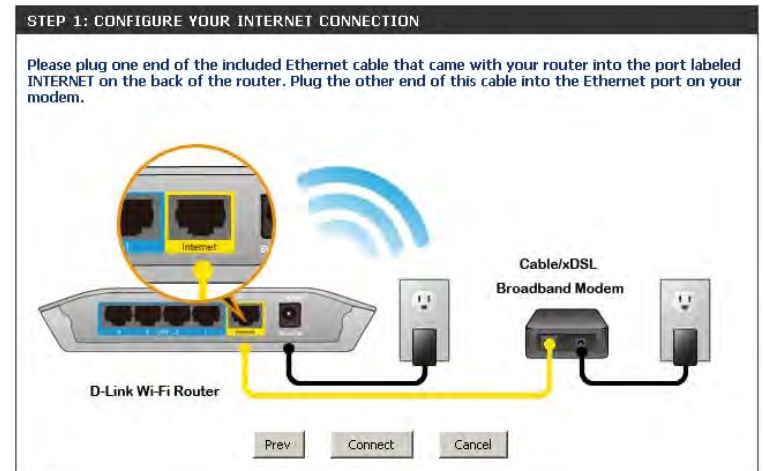 STEP 1: CONFIGURE YOUR INTERNET CONNECTION
Please plug one end of the included Ethernet cable that came with your router into the port labeled
INTERNET on the back of the router. Plug the other end of this cable into the Ethernet port on your
modem.
1
Internet
Cable/xDSL
Broadband Modem
D-Link Wi-Fi Router
Prev
Connect
Cancel